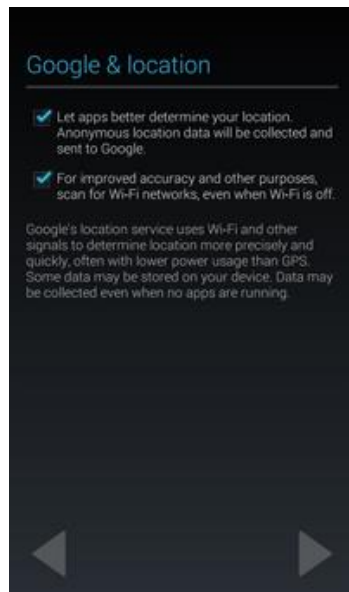 Google & location
Let apps better determine your location.
Anonymous location data will be collected and
sent to Google.
For improved accuracy and other purposes,
scan for Wi-Fi networks, even when Wi-Fi is off.
Google's location service uses Wi-Fi and other
signals to determine location more precisely and
quickly, often with lower power usage than GPS.
Some data may be stored on your device. Data may
be collected even when no apps are running.